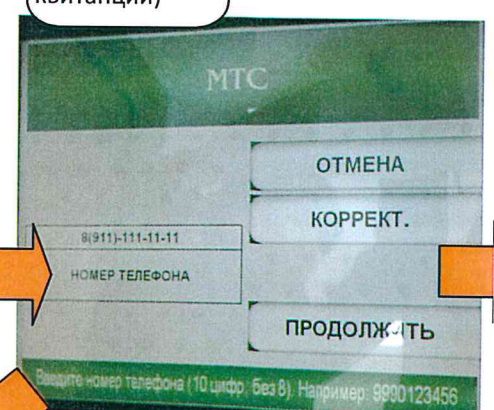 квитанции)
МТС
ОТМЕНА
КОРРЕКТ.
8(911)-111-11-11
НОМЕР ТЕЛЕФОНА
ПРОДОЛЖИТЬ
Введите номер телефона (10 цифр, без 8). Например: 9990123456